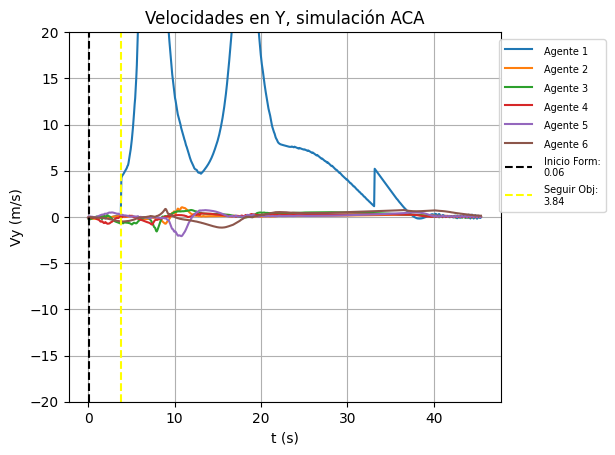 Velocidades en Y, simulación ACA
Vy (m/s)
20
15
10
5
0
−5
−10
−15
−20
0
10
20
30
40
t (s)
Agente 1
Agente 2
Agente 3
Agente 4
Agente 5
Agente 6
Inicio Form:
0.06
Seguir Obj:
3.84